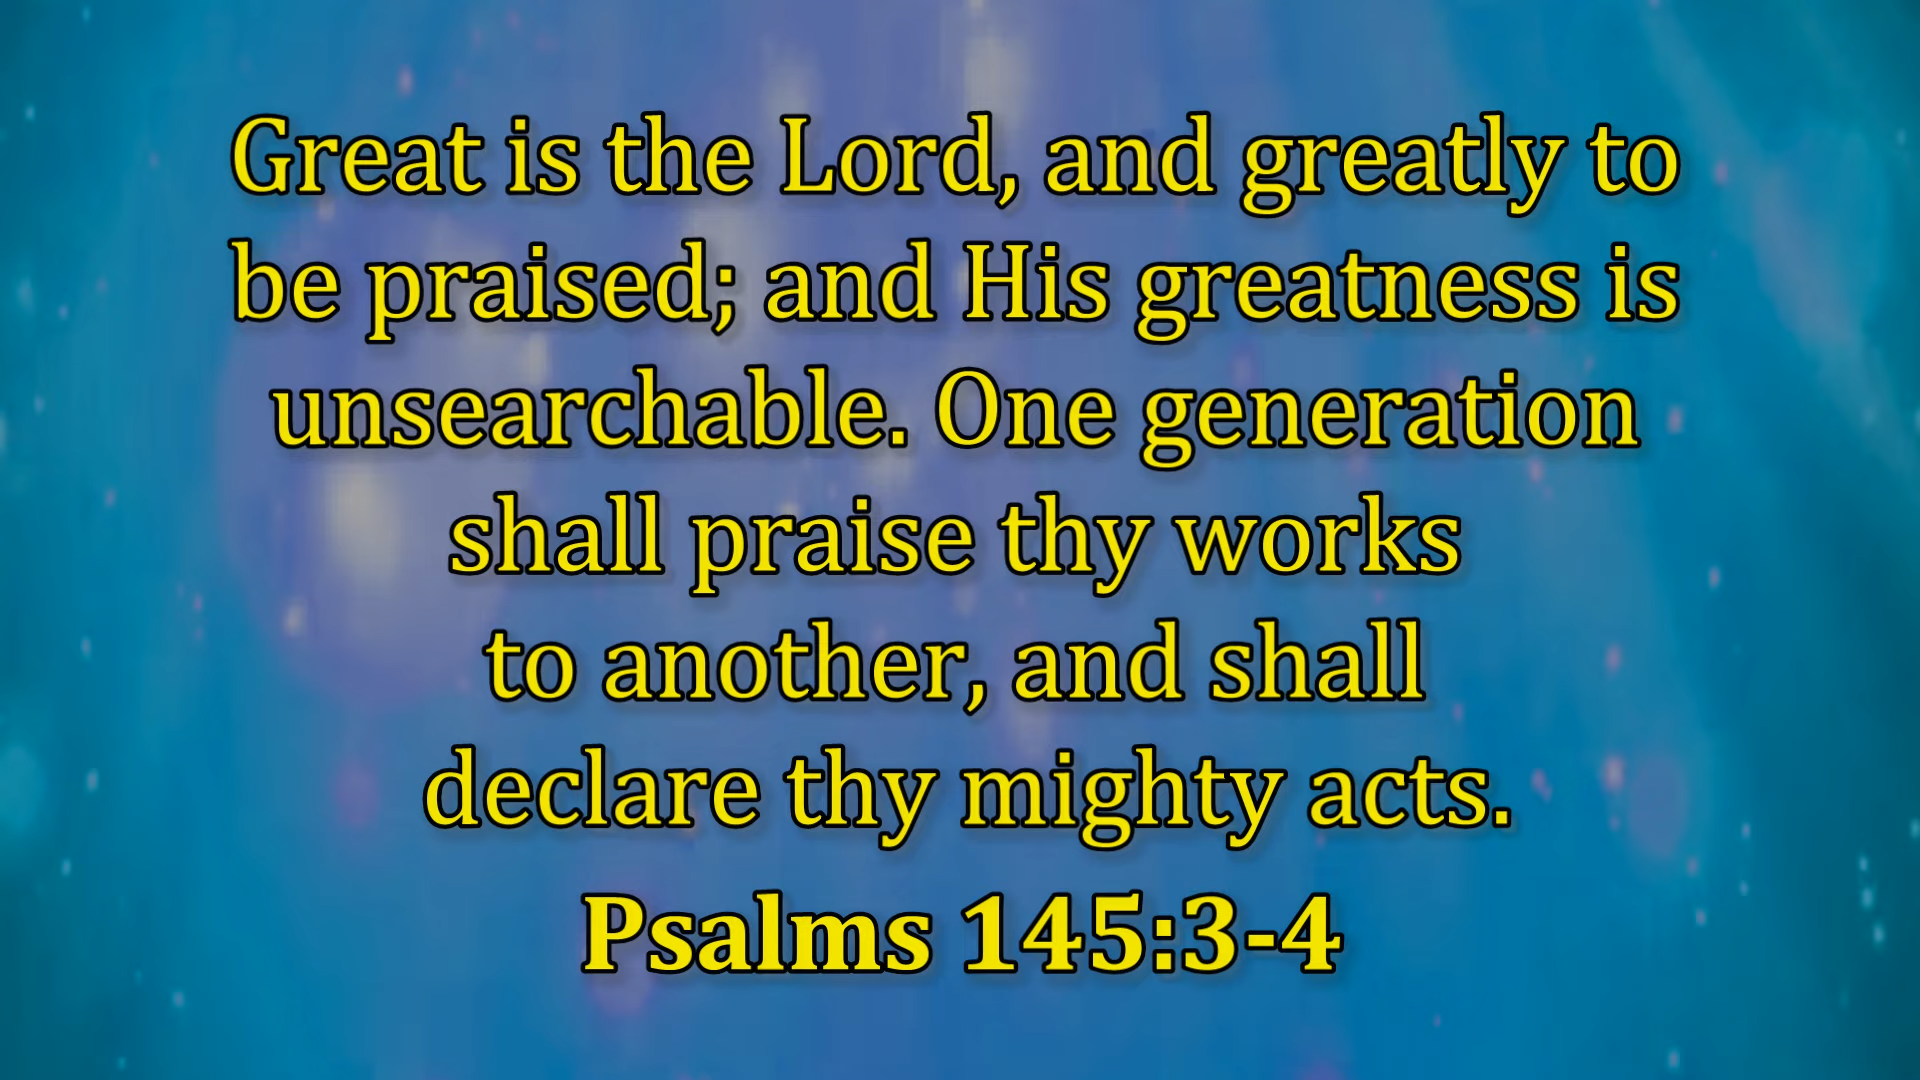 Great is the Lord, and greatly to
be praised; and His greatness is
unsearchable. One generation
shall praise thy works
to another, and shall
declare thy mighty acts.
Psalms 145:3-4